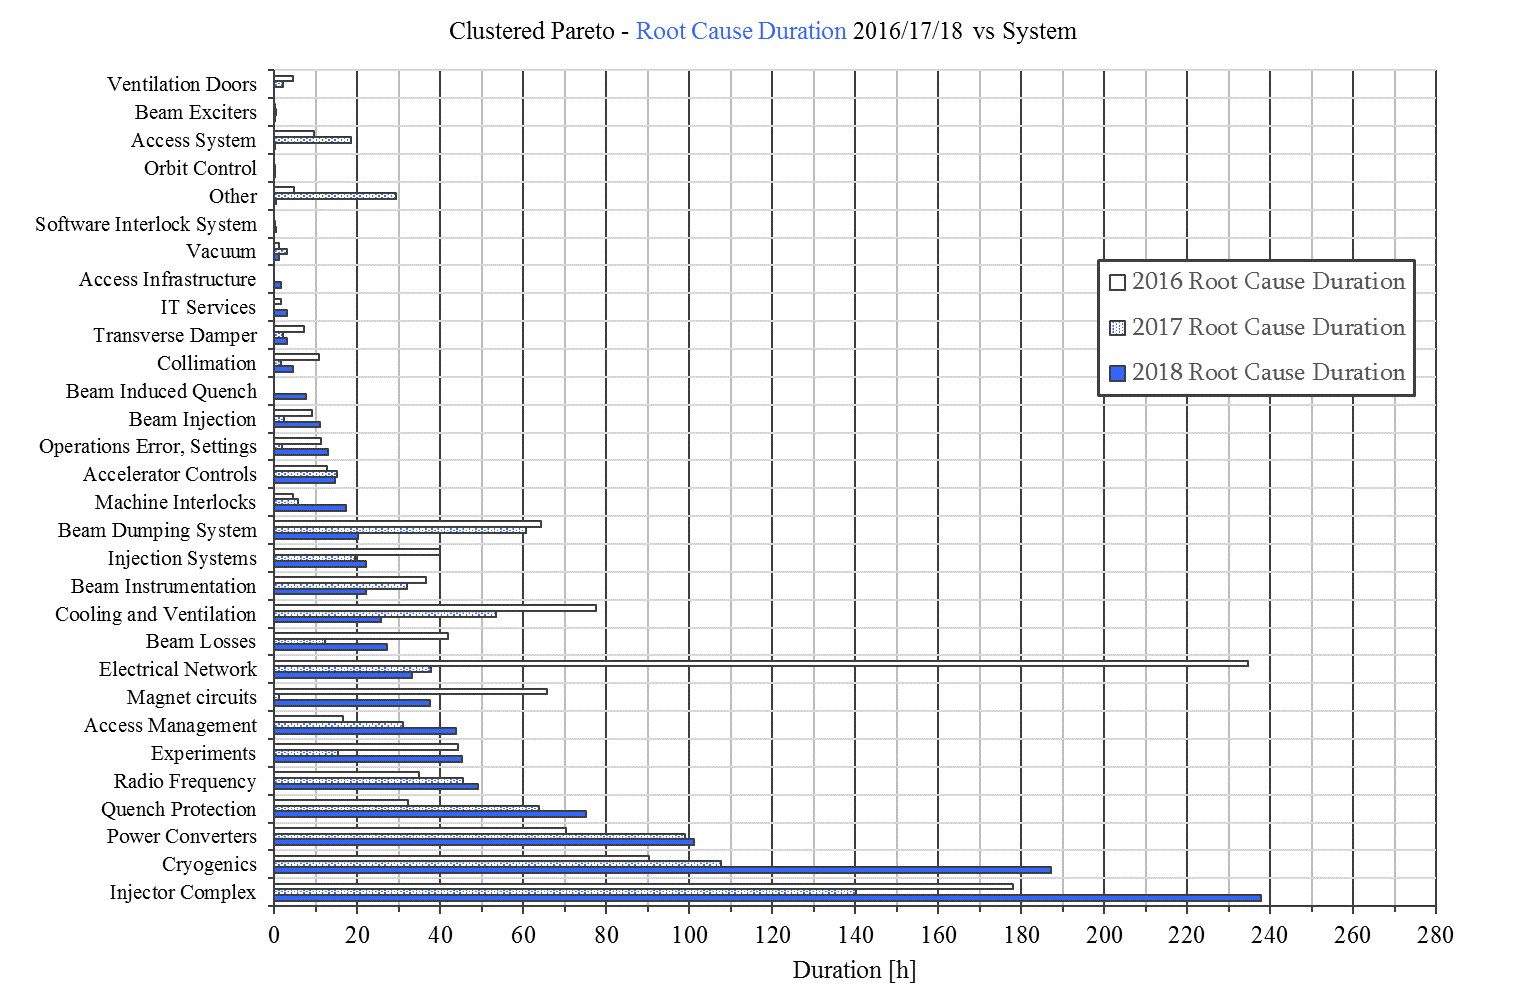 Clustered Pareto - Root Cause Duration 2016/17/18 vs System
Ventilation Doors
Beam Exciters
Access System
Orbit Control
Other
Software Interlock System
Vacuum
Access Infrastructure
IT Services
Transverse Damper
Collimation
Beam Induced Quench
Beam Injection
Operations Error, Settings
Accelerator Controls
Machine Interlocks
Beam Dumping System
Injection Systems
Beam Instrumentation
Cooling and Ventilation
Beam Losses
Electrical Network
Magnet circuits
Access Management
Experiments
Radio Frequency
Quench Protection
Power Converters
Cryogenics
Injector Complex
2016 Root Cause Duration
2017 Root Cause Duration
2018 Root Cause Duration
0 20 40 60 80 100 120 140 160 180 200 220 240 260 280
Duration [h]